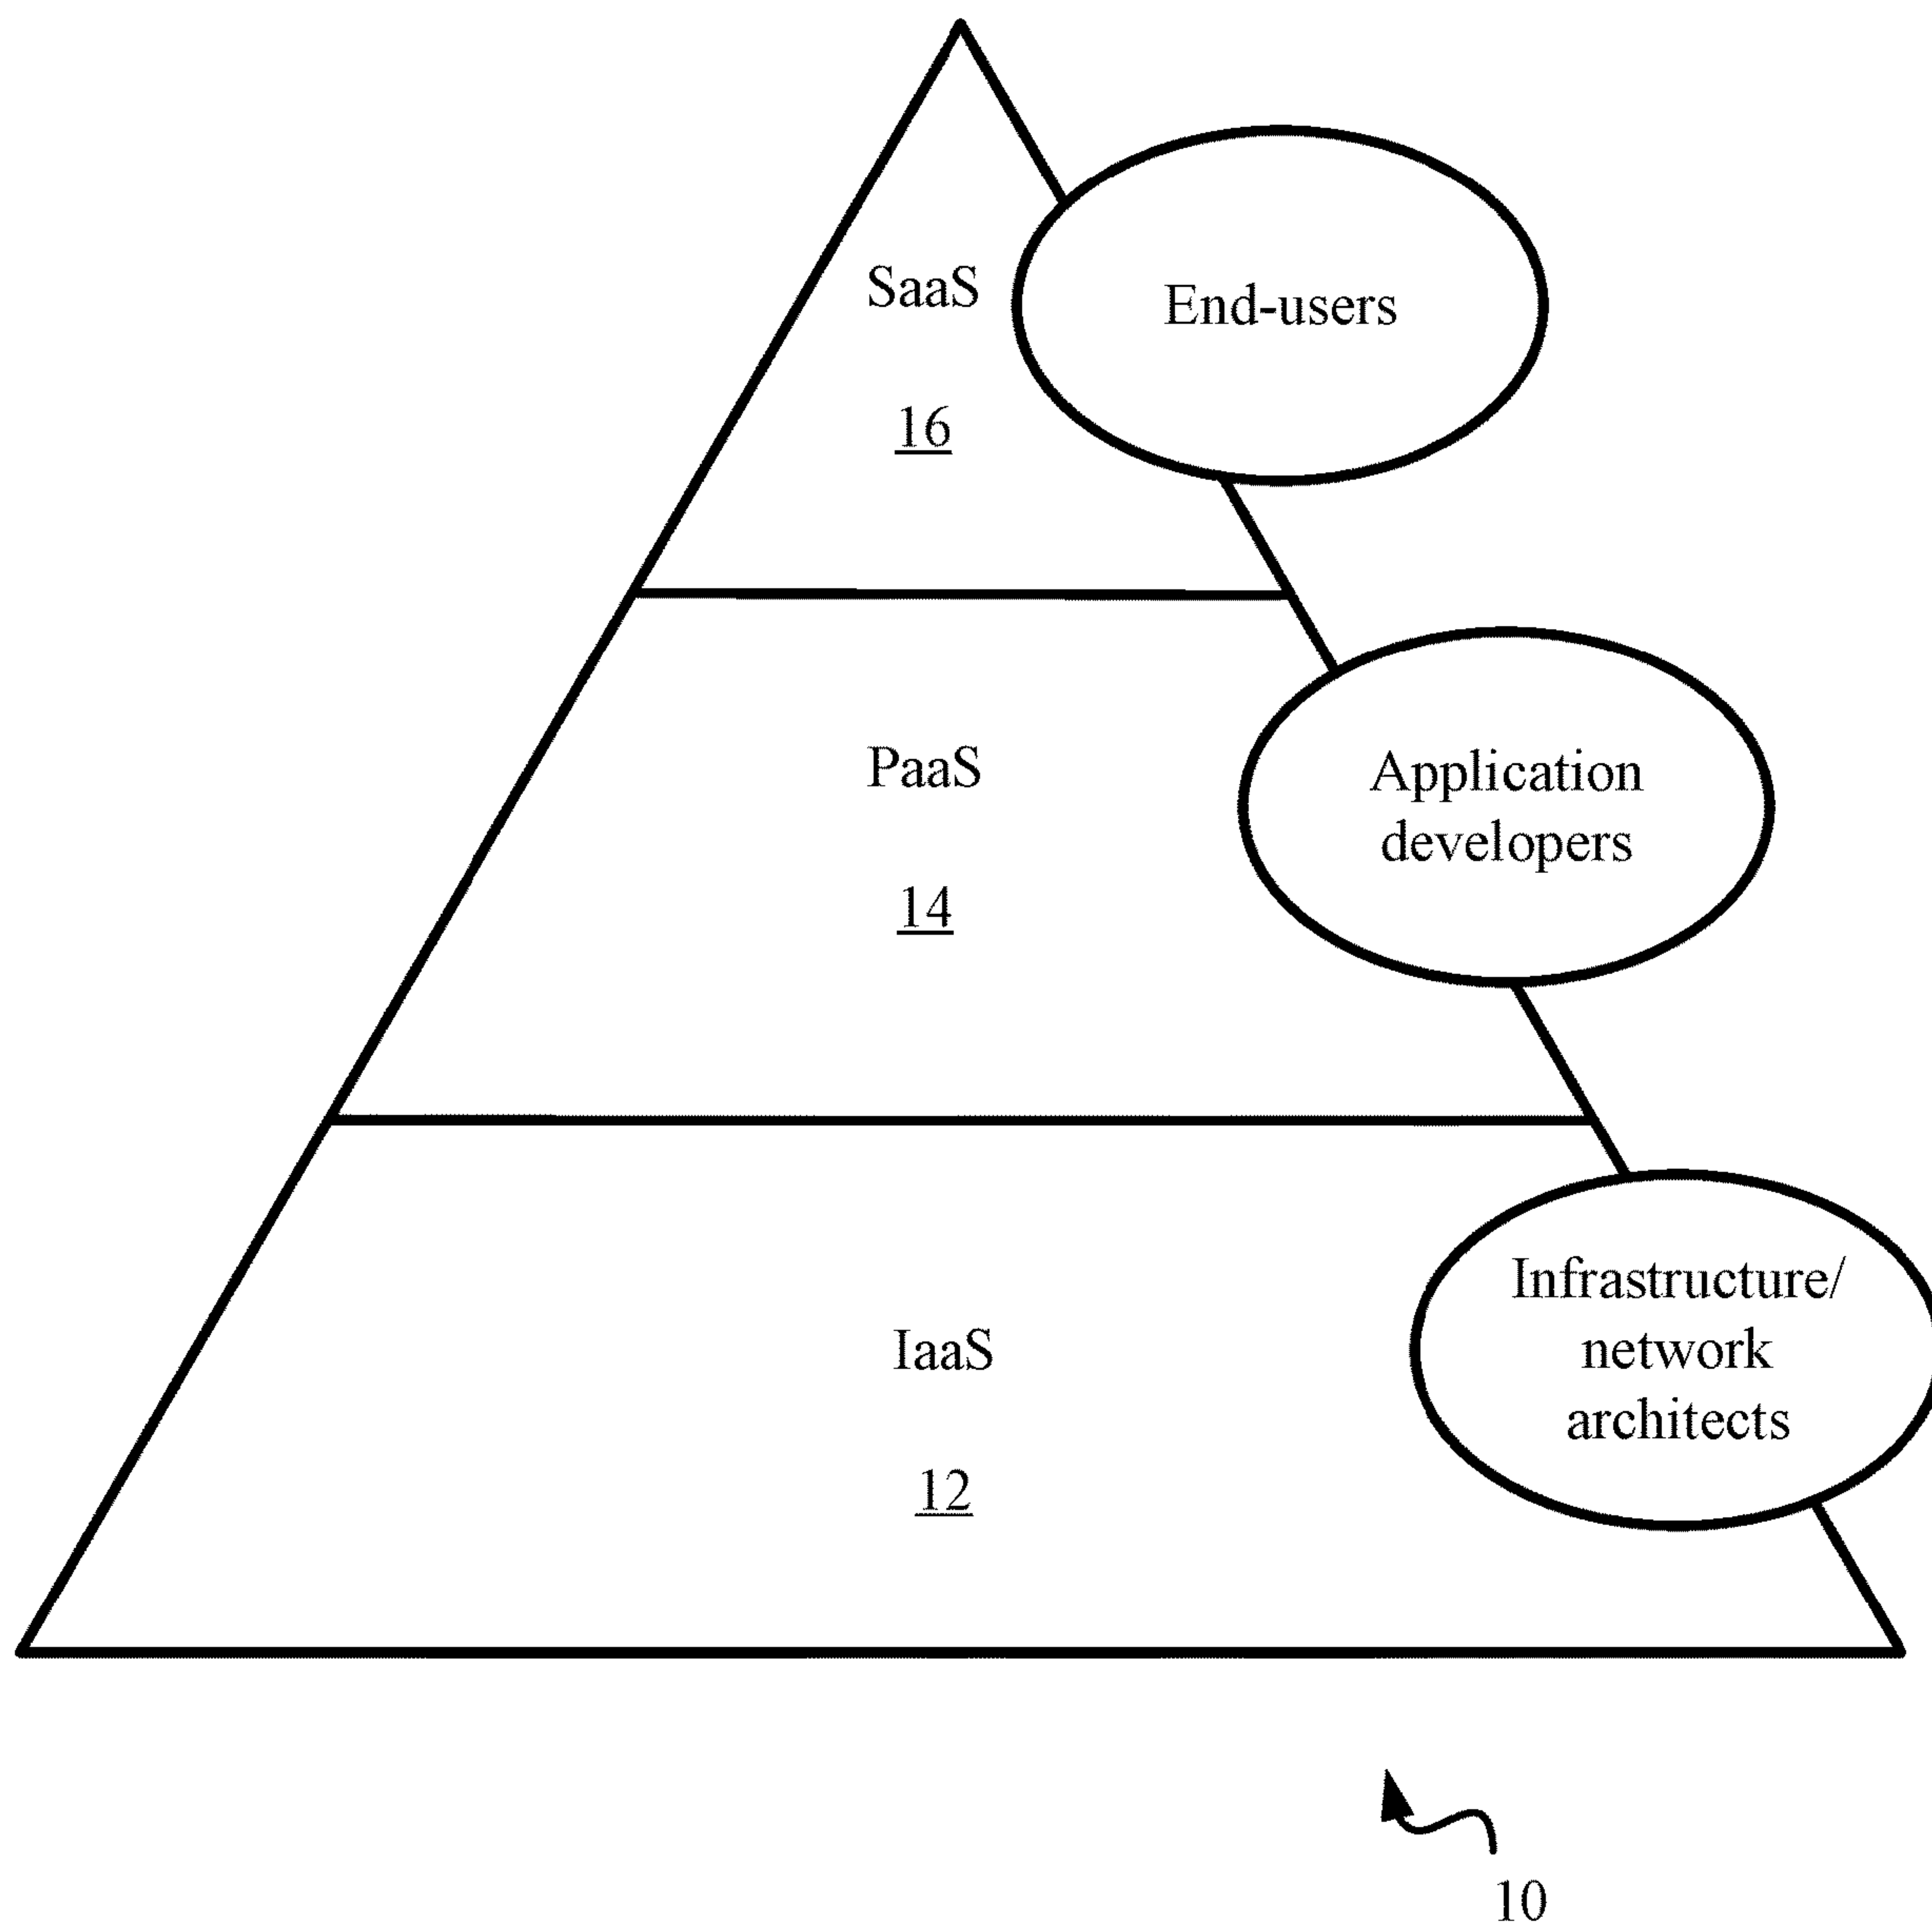 SaaS
End-users
16
PaaS
Application
developers
14
Infrastructure/
IaaS
network
architects
12
10